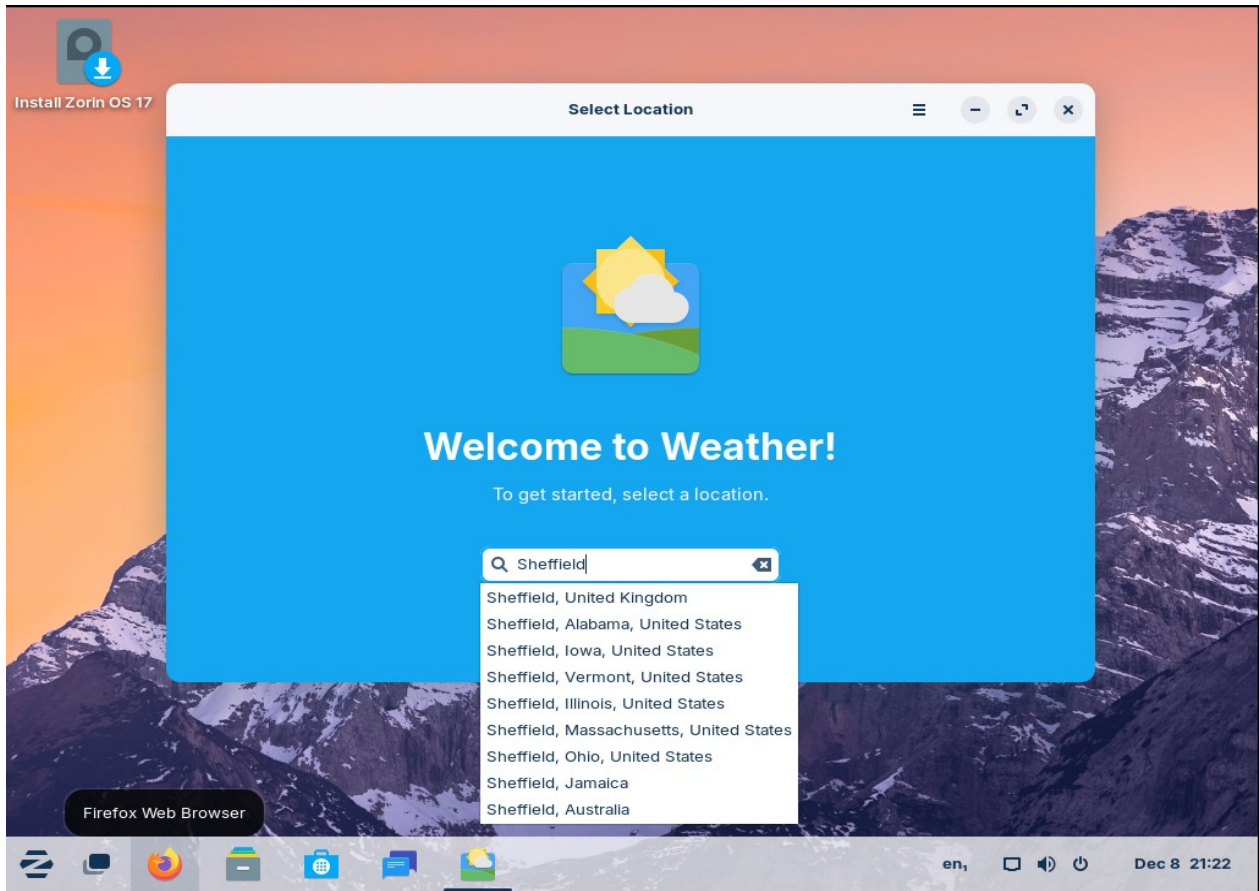 Install Zorin OS 17
Select Location
Welcome to Weather!
To get started, select a location.
Sheffield
Sheffield, United Kingdom
Sheffield, Alabama, United States
Sheffield, Iowa, United States
Sheffield, Vermont, United States
Sheffield, Illinois, United States
Sheffield, Massachusetts, United States
Sheffield, Ohio, United States
Sheffield, Jamaica
Sheffield, Australia
Firefox Web Browser
en₁ Dec 8 21:22